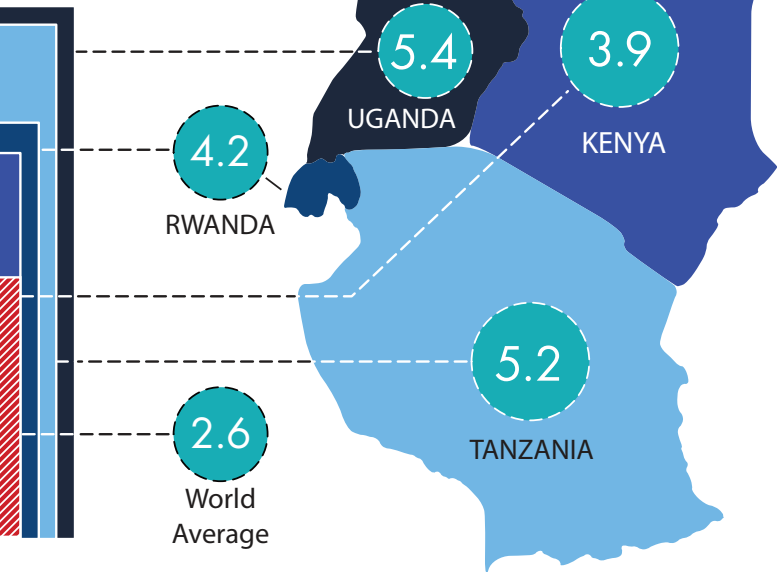 5.4
UGANDA
3.9
KENYA
4.2
RWANDA
5.2
TANZANIA
2.6
World
Average